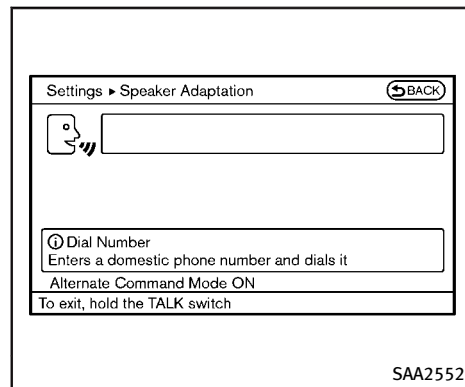 Settings ▸ Speaker Adaptation
BACK
Dial Number
Enters a domestic phone number and dials it
Alternate Command Mode ON
To exit, hold the TALK switch
SAA2552